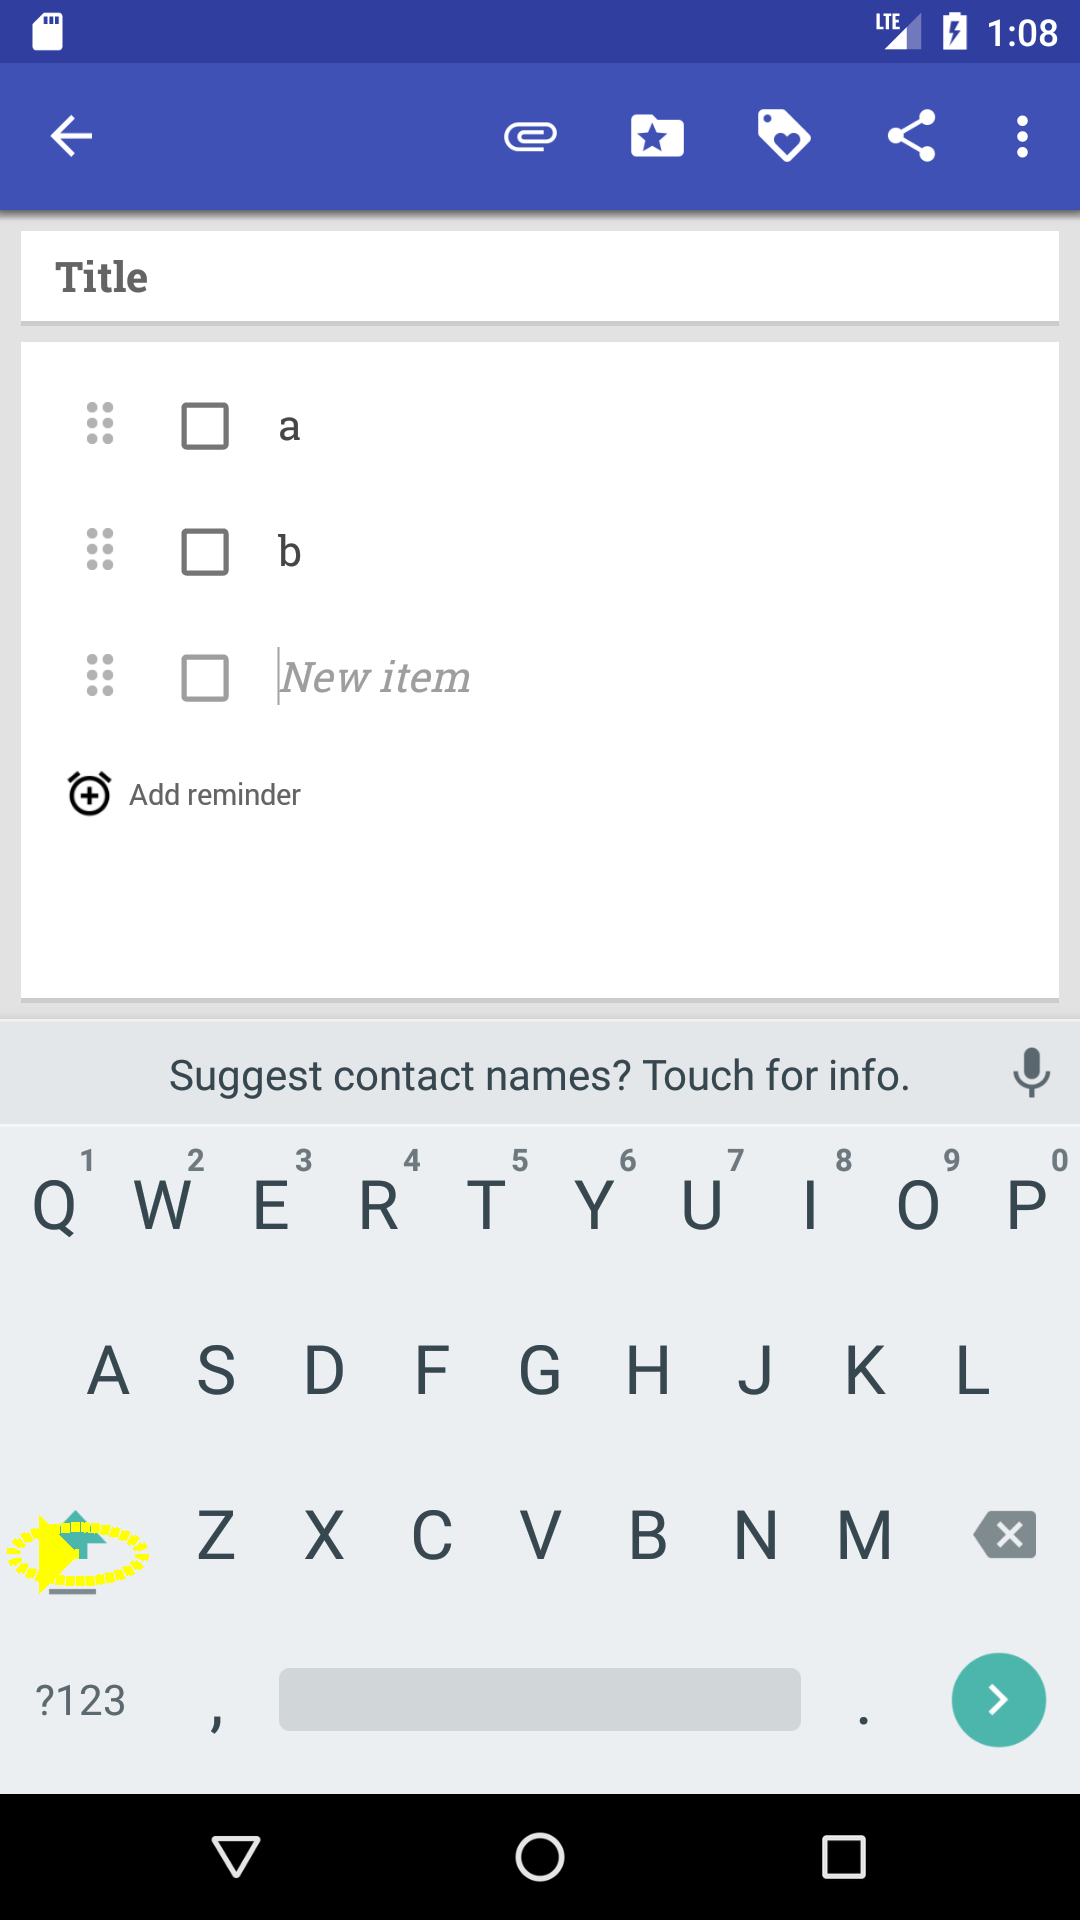 LTE 1:08
Title
a
b
New item
Add reminder
Suggest contact names? Touch for info.
1 2 3 4 5 6 7 8 9 0
Q W E R T Y U I O P
A S D F G H J K L
Z X C V B N M
?123 , .